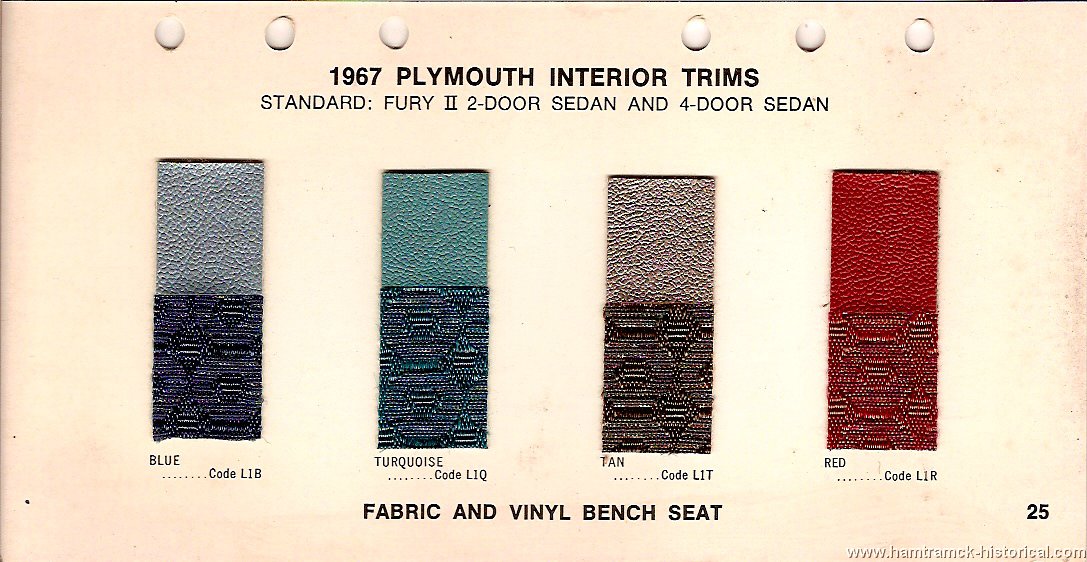 1967 PLYMOUTH INTERIOR TRIMS
STANDARD: FURY II 2-DOOR SEDAN AND 4-DOOR SEDAN
BLUE
........Code L1B
TURQUOISE
........Code L1Q
TAN
........Code L1T
RED
........Code L1R
FABRIC AND VINYL BENCH SEAT
25
www.hamtramck-historical.com